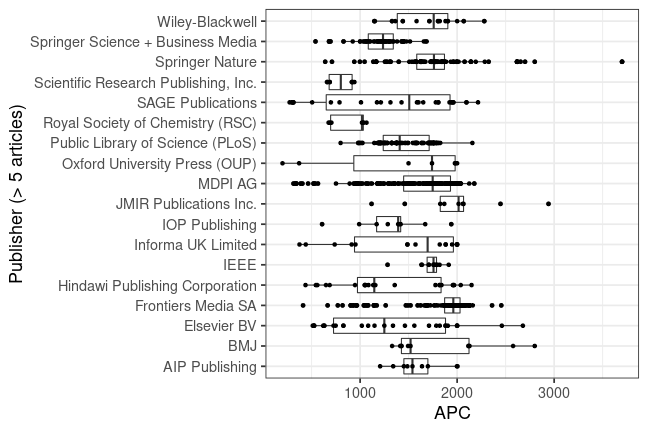 Wiley-Blackwell
Springer Science + Business Media
Springer Nature
Scientific Research Publishing, Inc.
SAGE Publications
Royal Society of Chemistry (RSC)
Public Library of Science (PLoS)
Oxford University Press (OUP)
MDPI AG
JMIR Publications Inc.
IOP Publishing
Informa UK Limited
IEEE
Hindawi Publishing Corporation
Frontiers Media SA
Elsevier BV
BMJ
AIP Publishing
Publisher (> 5 articles)
1000 2000 3000
APC